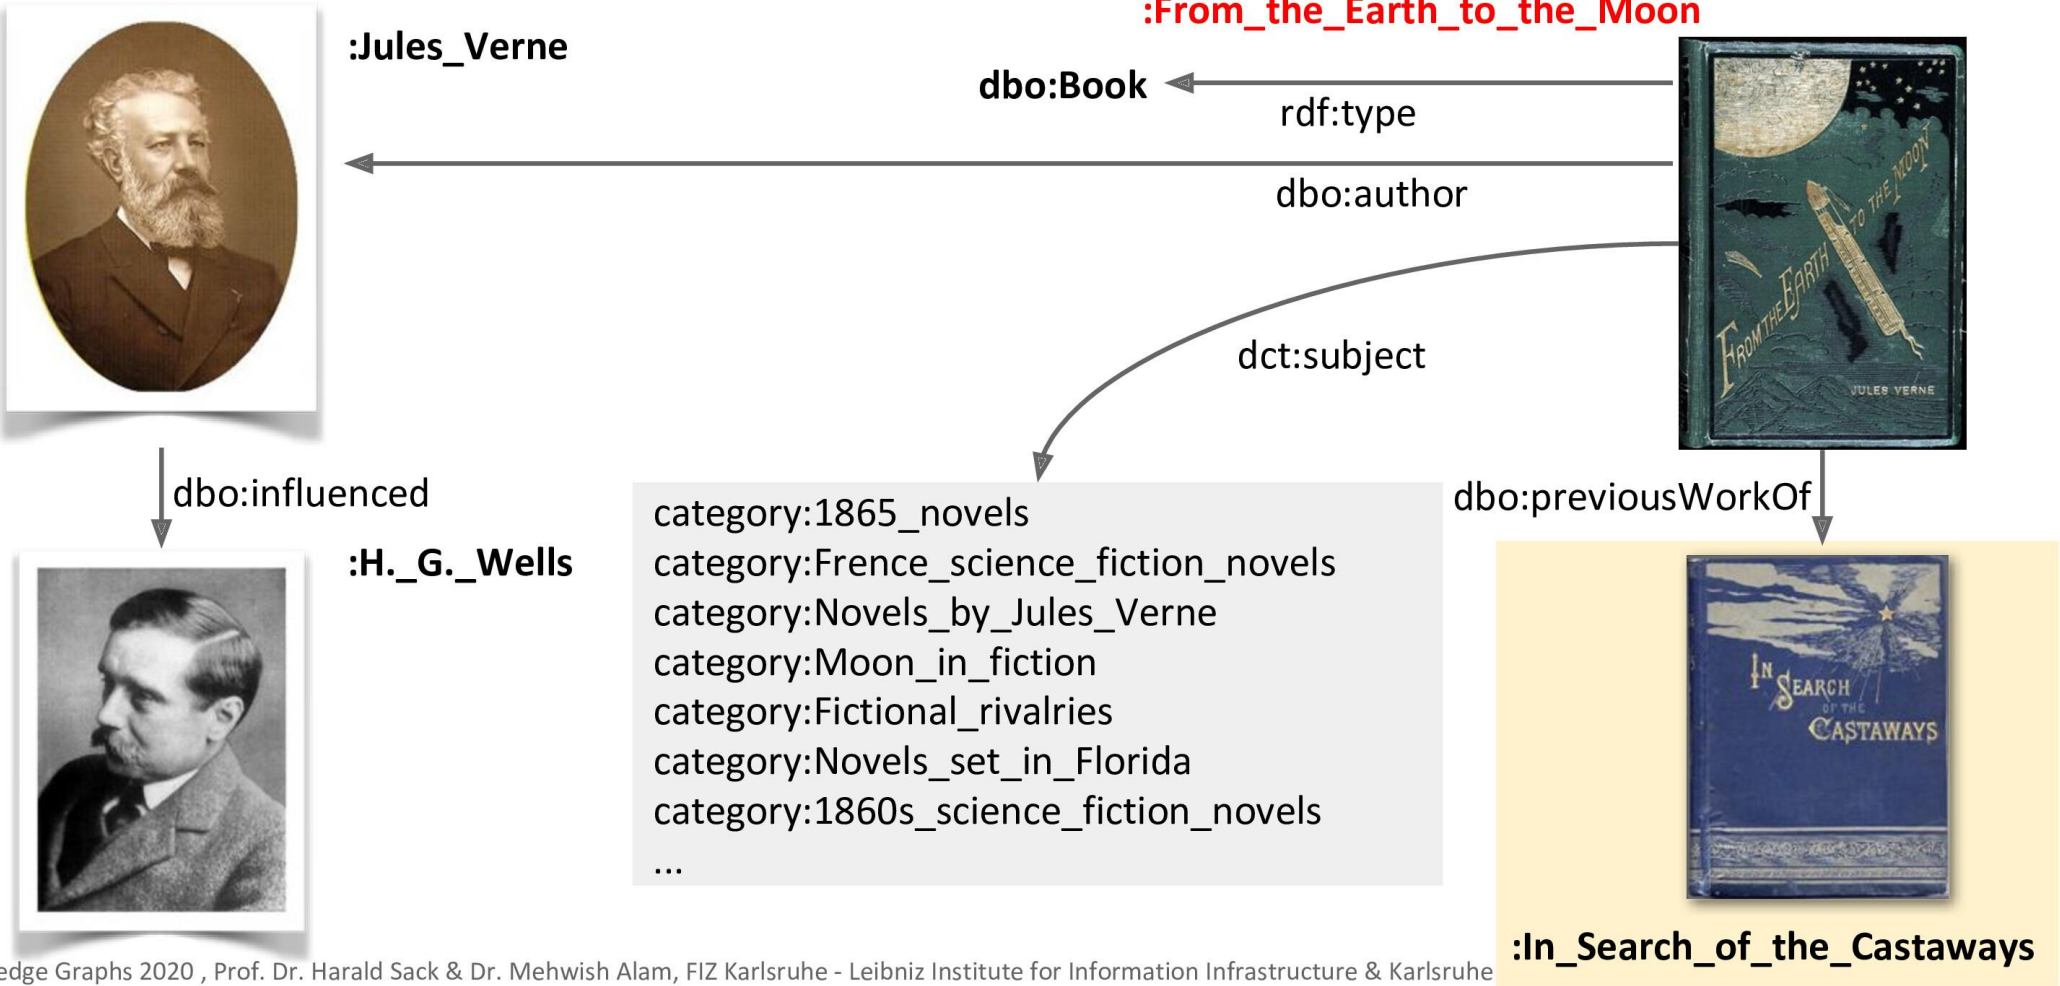 :From_the_Earth_to_the_Moon
:Jules_Verne
dbo:Book
rdf:type
dbo:author
FROM THE EARTH TO THE MOON
JULES VERNE
dct:subject
dbo:influenced
dbo:previousWorkOf
:H._G._Wells
category:1865_novels
category:Frence_science_fiction_novels
category:Novels_by_Jules_Verne
category:Moon_in_fiction
category:Fictional_rivalries
category:Novels_set_in_Florida
category:1860s_science_fiction_novels
...
IN
SEARCH
OF THE
CASTAWAYS
:In_Search_of_the_Castaways
edge Graphs 2020 , Prof. Dr. Harald Sack & Dr. Mehwish Alam, FIZ Karlsruhe - Leibniz Institute for Information Infrastructure & Karlsruhe